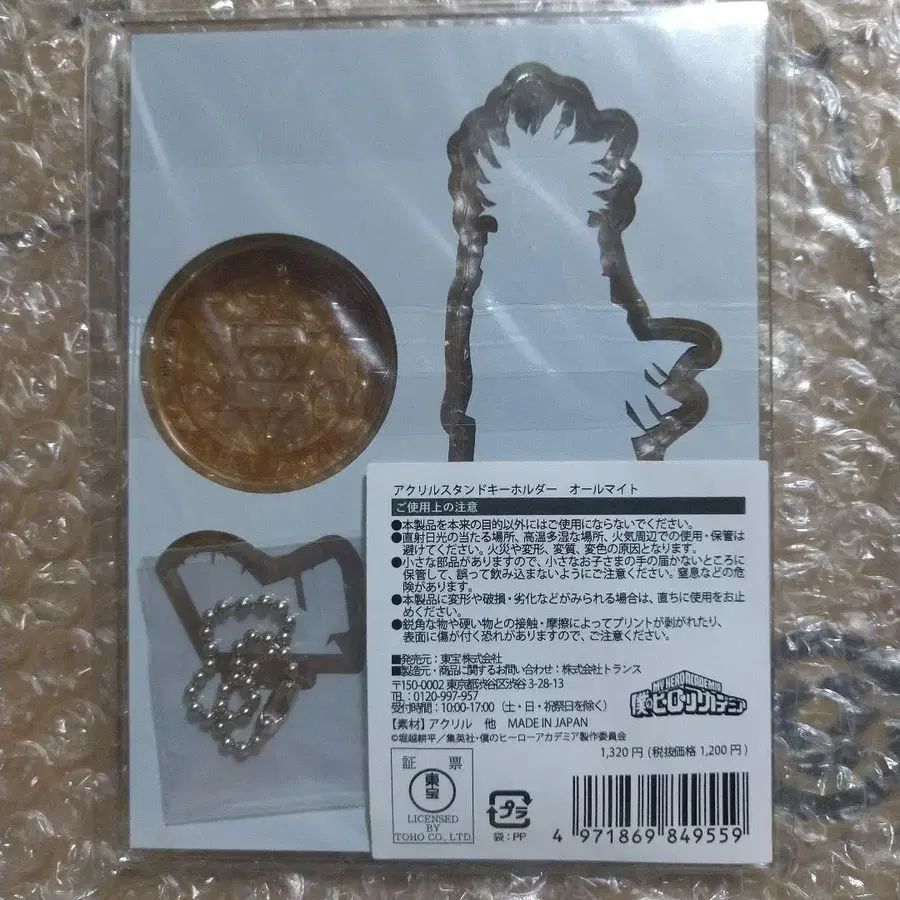 アクリルスタンドキーホルダー オールマイト
ご使用上の注意
●本製品を本来の目的以外にはご使用にならないでください。
●直射日光の当たる場所、高温多湿な場所、火気周辺での使用・保管は
避けてください。火災や変形、変質、変色の原因となります。
●小さな部品がありますので、小さなお子さまの手の届かないところに
保管して、誤って飲み込まないようにご注意ください。窒息などの危
険があります。
●本製品に変形や破損・劣化などがみられる場合は、直ちに使用をお止
めください。
●鋭角な物や硬い物との接触・摩擦によってプリントが剥がれたり、
表面に傷が付く恐れがありますので、ご注意ください。
■発売元：東宝株式会社
■製造元・商品に関するお問い合わせ：株式会社トランス
〒150-0002 東京都渋谷区渋谷 3-28-13
TEL：0120-997-957
受付時間：10:00-17:00（土・日・祝祭日を除く）
【素材】アクリル 他 MADE IN JAPAN
©堀越耕平／集英社・僕のヒーローアカデミア製作委員会
MY HERO ACADEMIA
僕のヒーローアカデミア
1,320円（税抜価格 1,200円）
証 票
東宝
LICENSED
BY
TOHO CO., LTD.
プラ
袋：PP
4 971869 849559